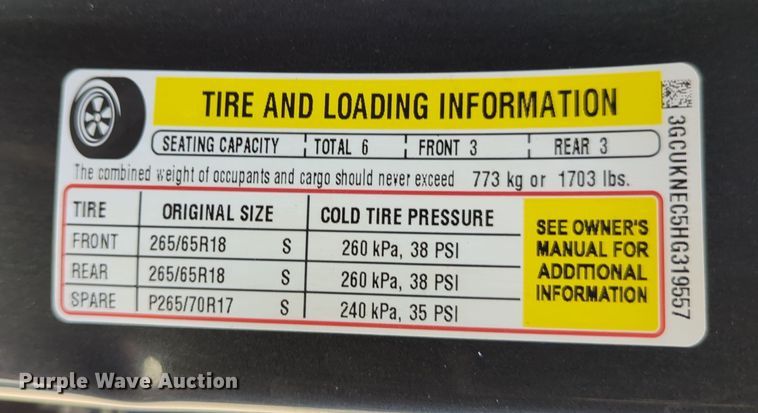 TIRE AND LOADING INFORMATION
SEATING CAPACITY TOTAL 6 FRONT 3 REAR 3
The combined weight of occupants and cargo should never exceed 773 kg or 1703 lbs.
TIRE ORIGINAL SIZE COLD TIRE PRESSURE
FRONT 265/65R18 S 260 kPa, 38 PSI
REAR 265/65R18 S 260 kPa, 38 PSI
SPARE P265/70R17 S 240 kPa, 35 PSI
SEE OWNER'S
MANUAL FOR
ADDITIONAL
INFORMATION
3GCUKNEC5HG319557
Purple Wave Auction